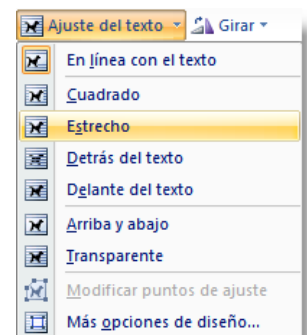 Ajuste del texto Girar
En línea con el texto
Cuadrado
Estrecho
Detrás del texto
Delante del texto
Arriba y abajo
Transparente
Modificar puntos de ajuste
Más opciones de diseño...